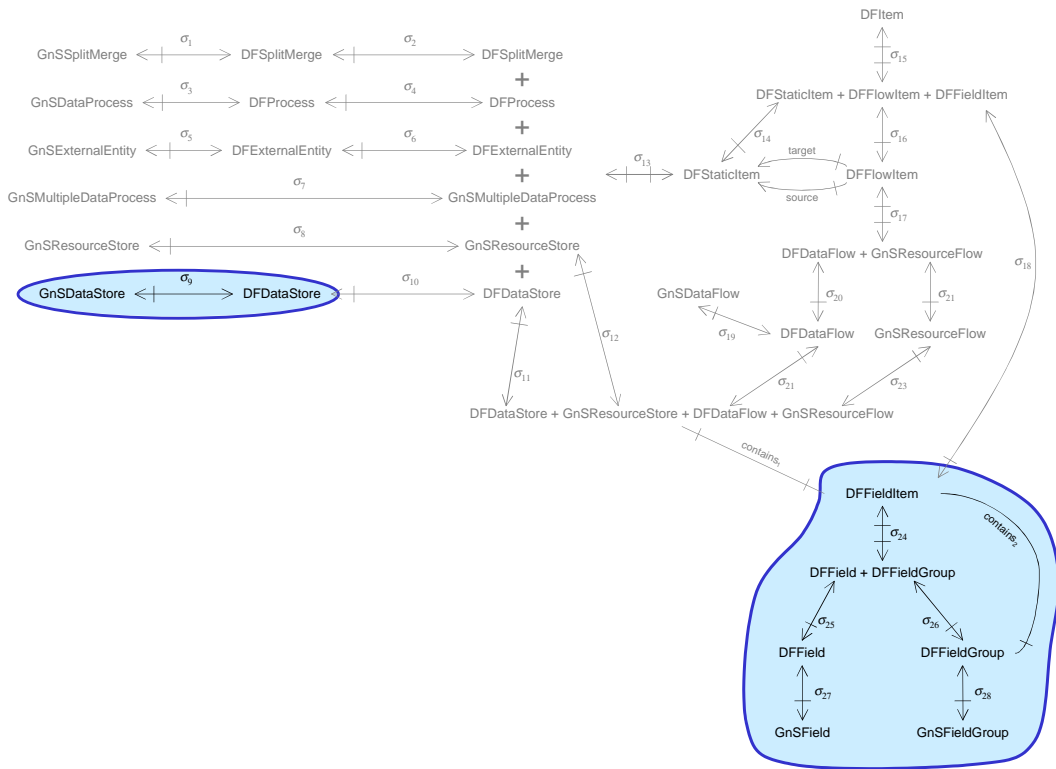 DFItem
σ15
GnSSplitMerge σ1 DFSplitMerge σ2 DFSplitMerge
+
DFStaticItem + DFFlowItem + DFFieldItem
GnSDataProcess σ3 DFProcess σ4 DFProcess
+
σ14 σ16
GnSExternalEntity σ5 DFExternalEntity σ6 DFExternalEntity
target
+
σ13 DFStaticItem DFFlowItem
source
GnSMultipleDataProcess σ7 GnSMultipleDataProcess
+
σ17
GnSResourceStore σ8 GnSResourceStore
DFDataFlow + GnSResourceFlow
σ18
+
GnSDataStore σ9 DFDataStore σ10 DFDataStore
GnSDataFlow σ20 σ21
σ19 DFDataFlow GnSResourceFlow
σ12
σ11
σ21 σ23
DFDataStore + GnSResourceStore + DFDataFlow + GnSResourceFlow
contains1
DFFieldItem
contains2
σ24
DFField + DFFieldGroup
σ25 σ26
DFField DFFieldGroup
σ27 σ28
GnSField GnSFieldGroup